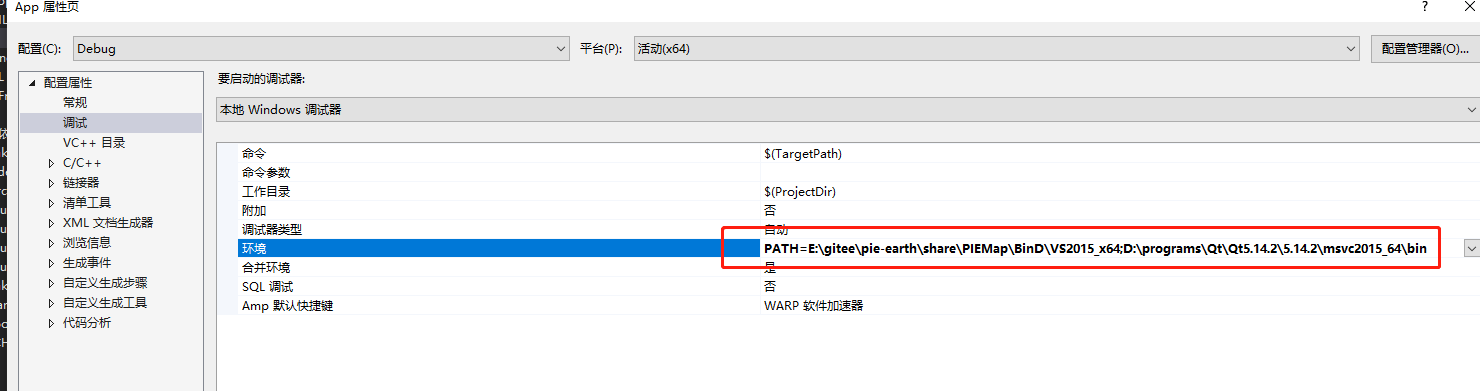 App 属性页
?
配置(C): Debug 平台(P): 活动(x64) 配置管理器(O)...
配置属性
常规
调试
VC++ 目录
C/C++
链接器
清单工具
XML 文档生成器
浏览信息
生成事件
自定义生成步骤
自定义生成工具
代码分析
要启动的调试器:
本地 Windows 调试器
命令 $(TargetPath)
命令参数
工作目录 $(ProjectDir)
附加 否
调试器类型 自动
环境 PATH=E:\gitee\pie-earth\share\PIEMap\BinD\VS2015_x64;D:\programs\Qt\Qt5.14.2\5.14.2\msvc2015_64\bin
合并环境 是
SQL 调试 否
Amp 默认快捷键 WARP 软件加速器